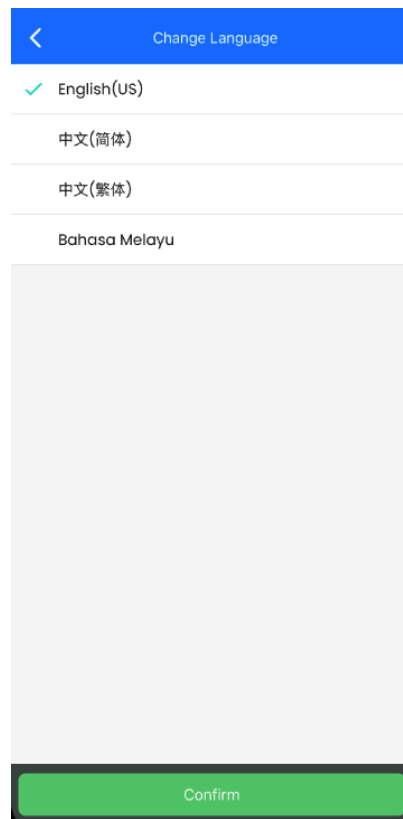 Change Language
English(US)
中文(简体)
中文(繁体)
Bahasa Melayu
Confirm